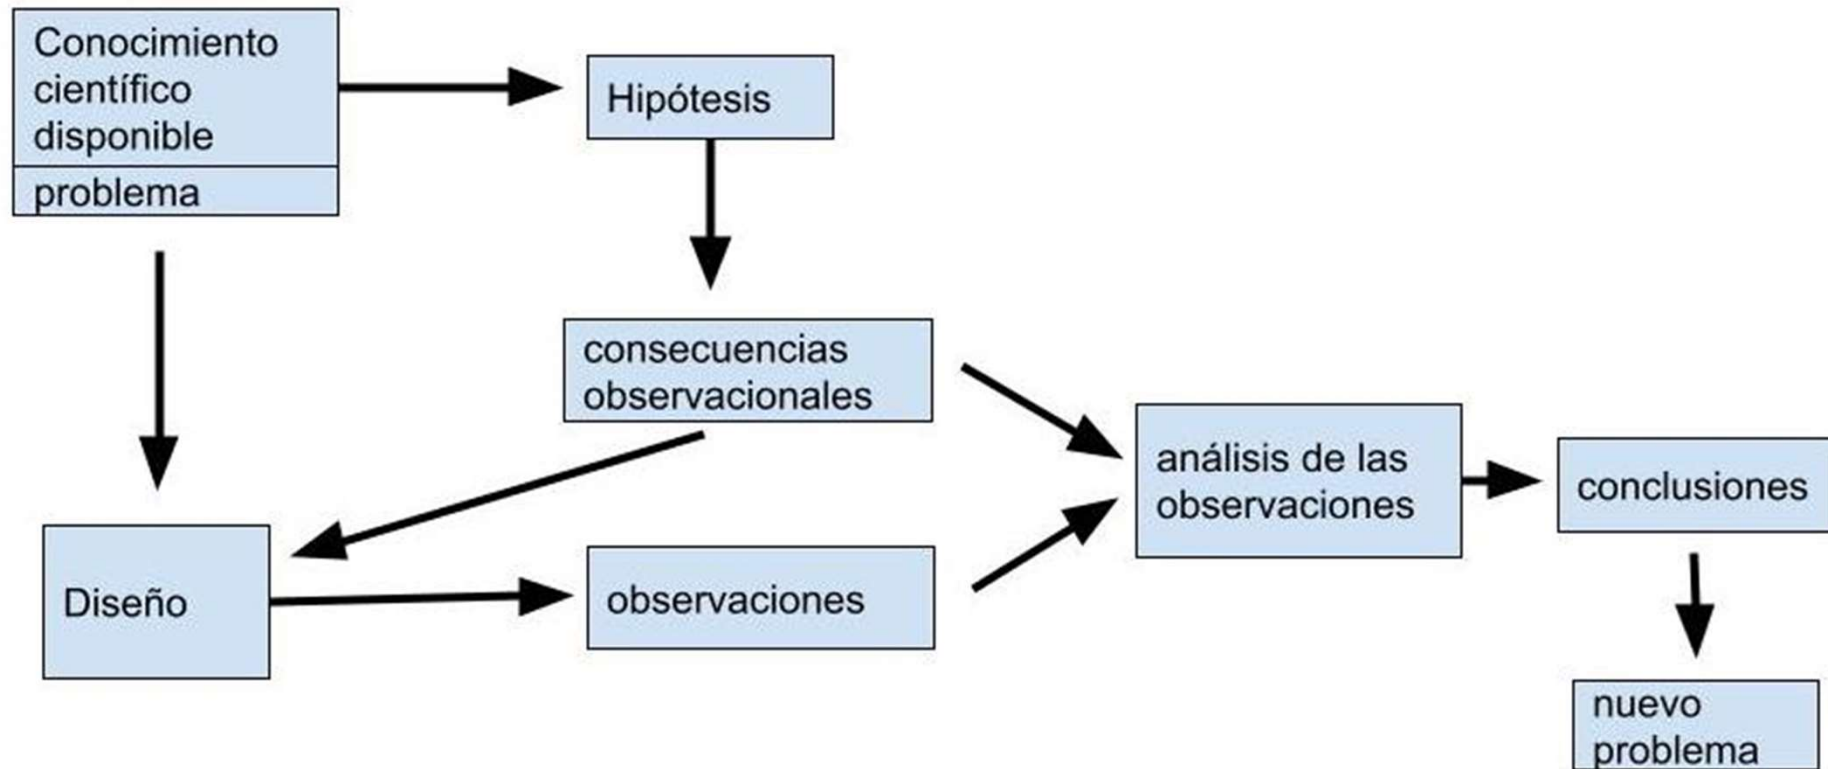 Conocimiento
científico
disponible
problema
Hipótesis
consecuencias
observacionales
análisis de las
observaciones
conclusiones
Diseño
observaciones
nuevo
problema